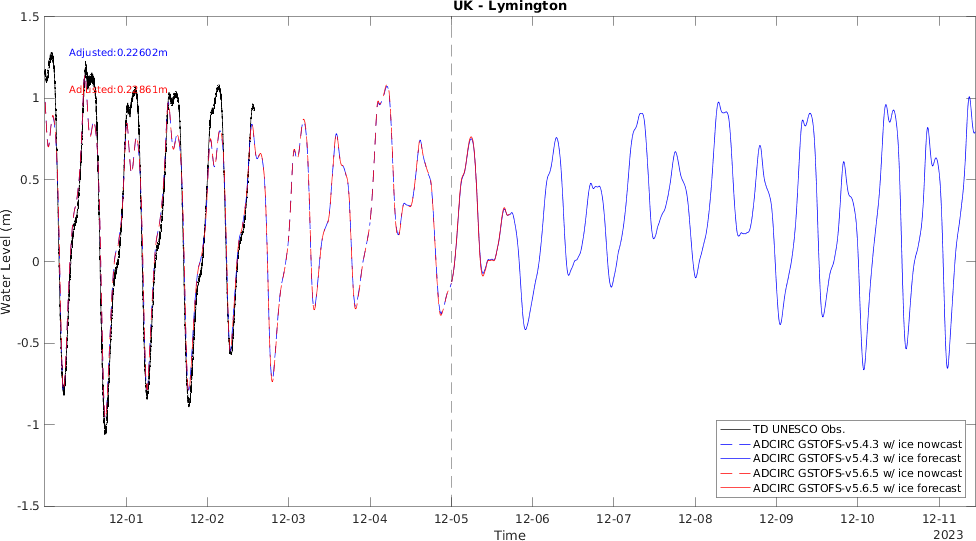 UK - Lymington
1.5
1
0.5
0
-0.5
-1
-1.5
Water Level (m)
Adjusted:0.22602m
12-01
12-02
12-03
12-04
12-05
12-06
12-07
12-08
12-09
12-10
12-11
Time
2023
TD UNESCO Obs.
ADCIRC GSTOFS-v5.4.3 w/ ice nowcast
ADCIRC GSTOFS-v5.4.3 w/ ice forecast
ADCIRC GSTOFS-v5.6.5 w/ ice nowcast
ADCIRC GSTOFS-v5.6.5 w/ ice forecast